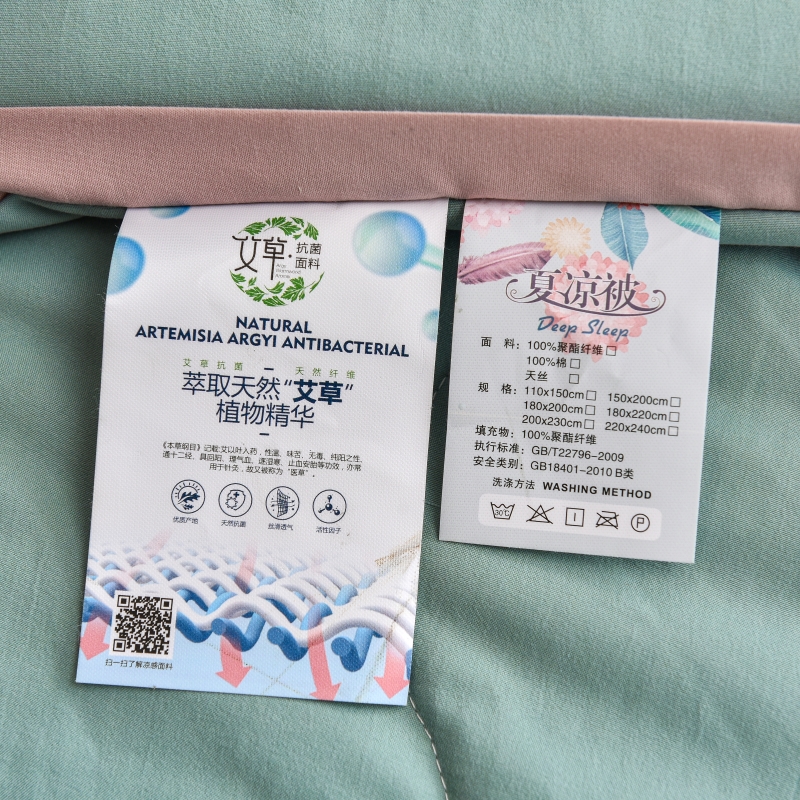 艾草·抗菌面料
NATURAL
ARTEMISIA ARGYI ANTIBACTERIAL
艾草抗菌 天然纤维
萃取天然“艾草”
植物精华
《本草纲目》记载:艾以叶入药，性温、味苦、无毒、纯阳之性、
通十二经、具回阳、理气血、逐湿寒、止血安胎等功效，亦常
用于针灸，故又被称为“医草”。
优质产地 天然抗菌 丝滑透气 活性因子
扫一扫了解凉感面料
夏凉被
Deep Sleep
面 料: 100%聚酯纤维□
100%棉□
天丝 □
规 格: 110x150cm□ 150x200cm□
180x200cm□ 180x220cm□
200x230cm□ 220x240cm□
填充物: 100%聚酯纤维
执行标准: GB/T22796-2009
安全类别: GB18401-2010 B类
洗涤方法 WASHING METHOD
30℃
P